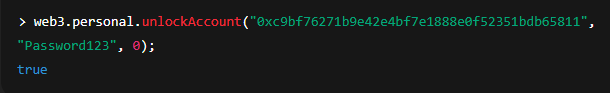 > web3.personal.unlockAccount("0xc9bf76271b9e42e4bf7e1888e0f52351bdb65811",
"Password123", 0);
true